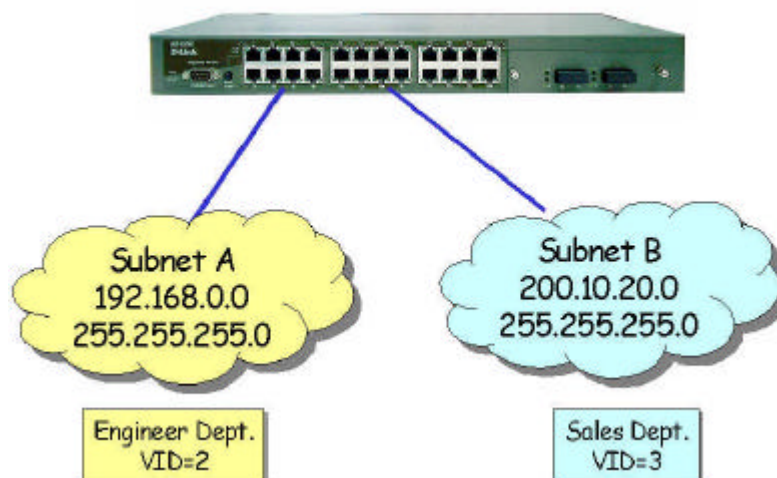 D-Link
Subnet A
192.168.0.0
255.255.255.0
Subnet B
200.10.20.0
255.255.255.0
Engineer Dept.
VID=2
Sales Dept.
VID=3